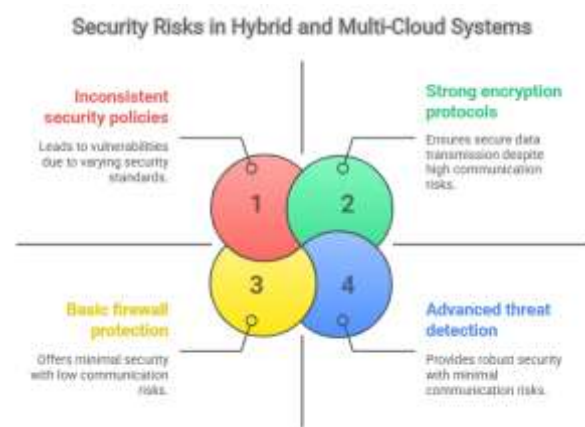 Security Risks in Hybrid and Multi-Cloud Systems
Inconsistent
security policies
Leads to vulnerabilities
due to varying security
standards.
Strong encryption
protocols
Ensures secure data
transmission despite
high communication
risks.
1
2
3
4
Basic firewall
protection
Offers minimal security
with low communication
risks.
Advanced threat
detection
Provides robust security
with minimal
communication risks.